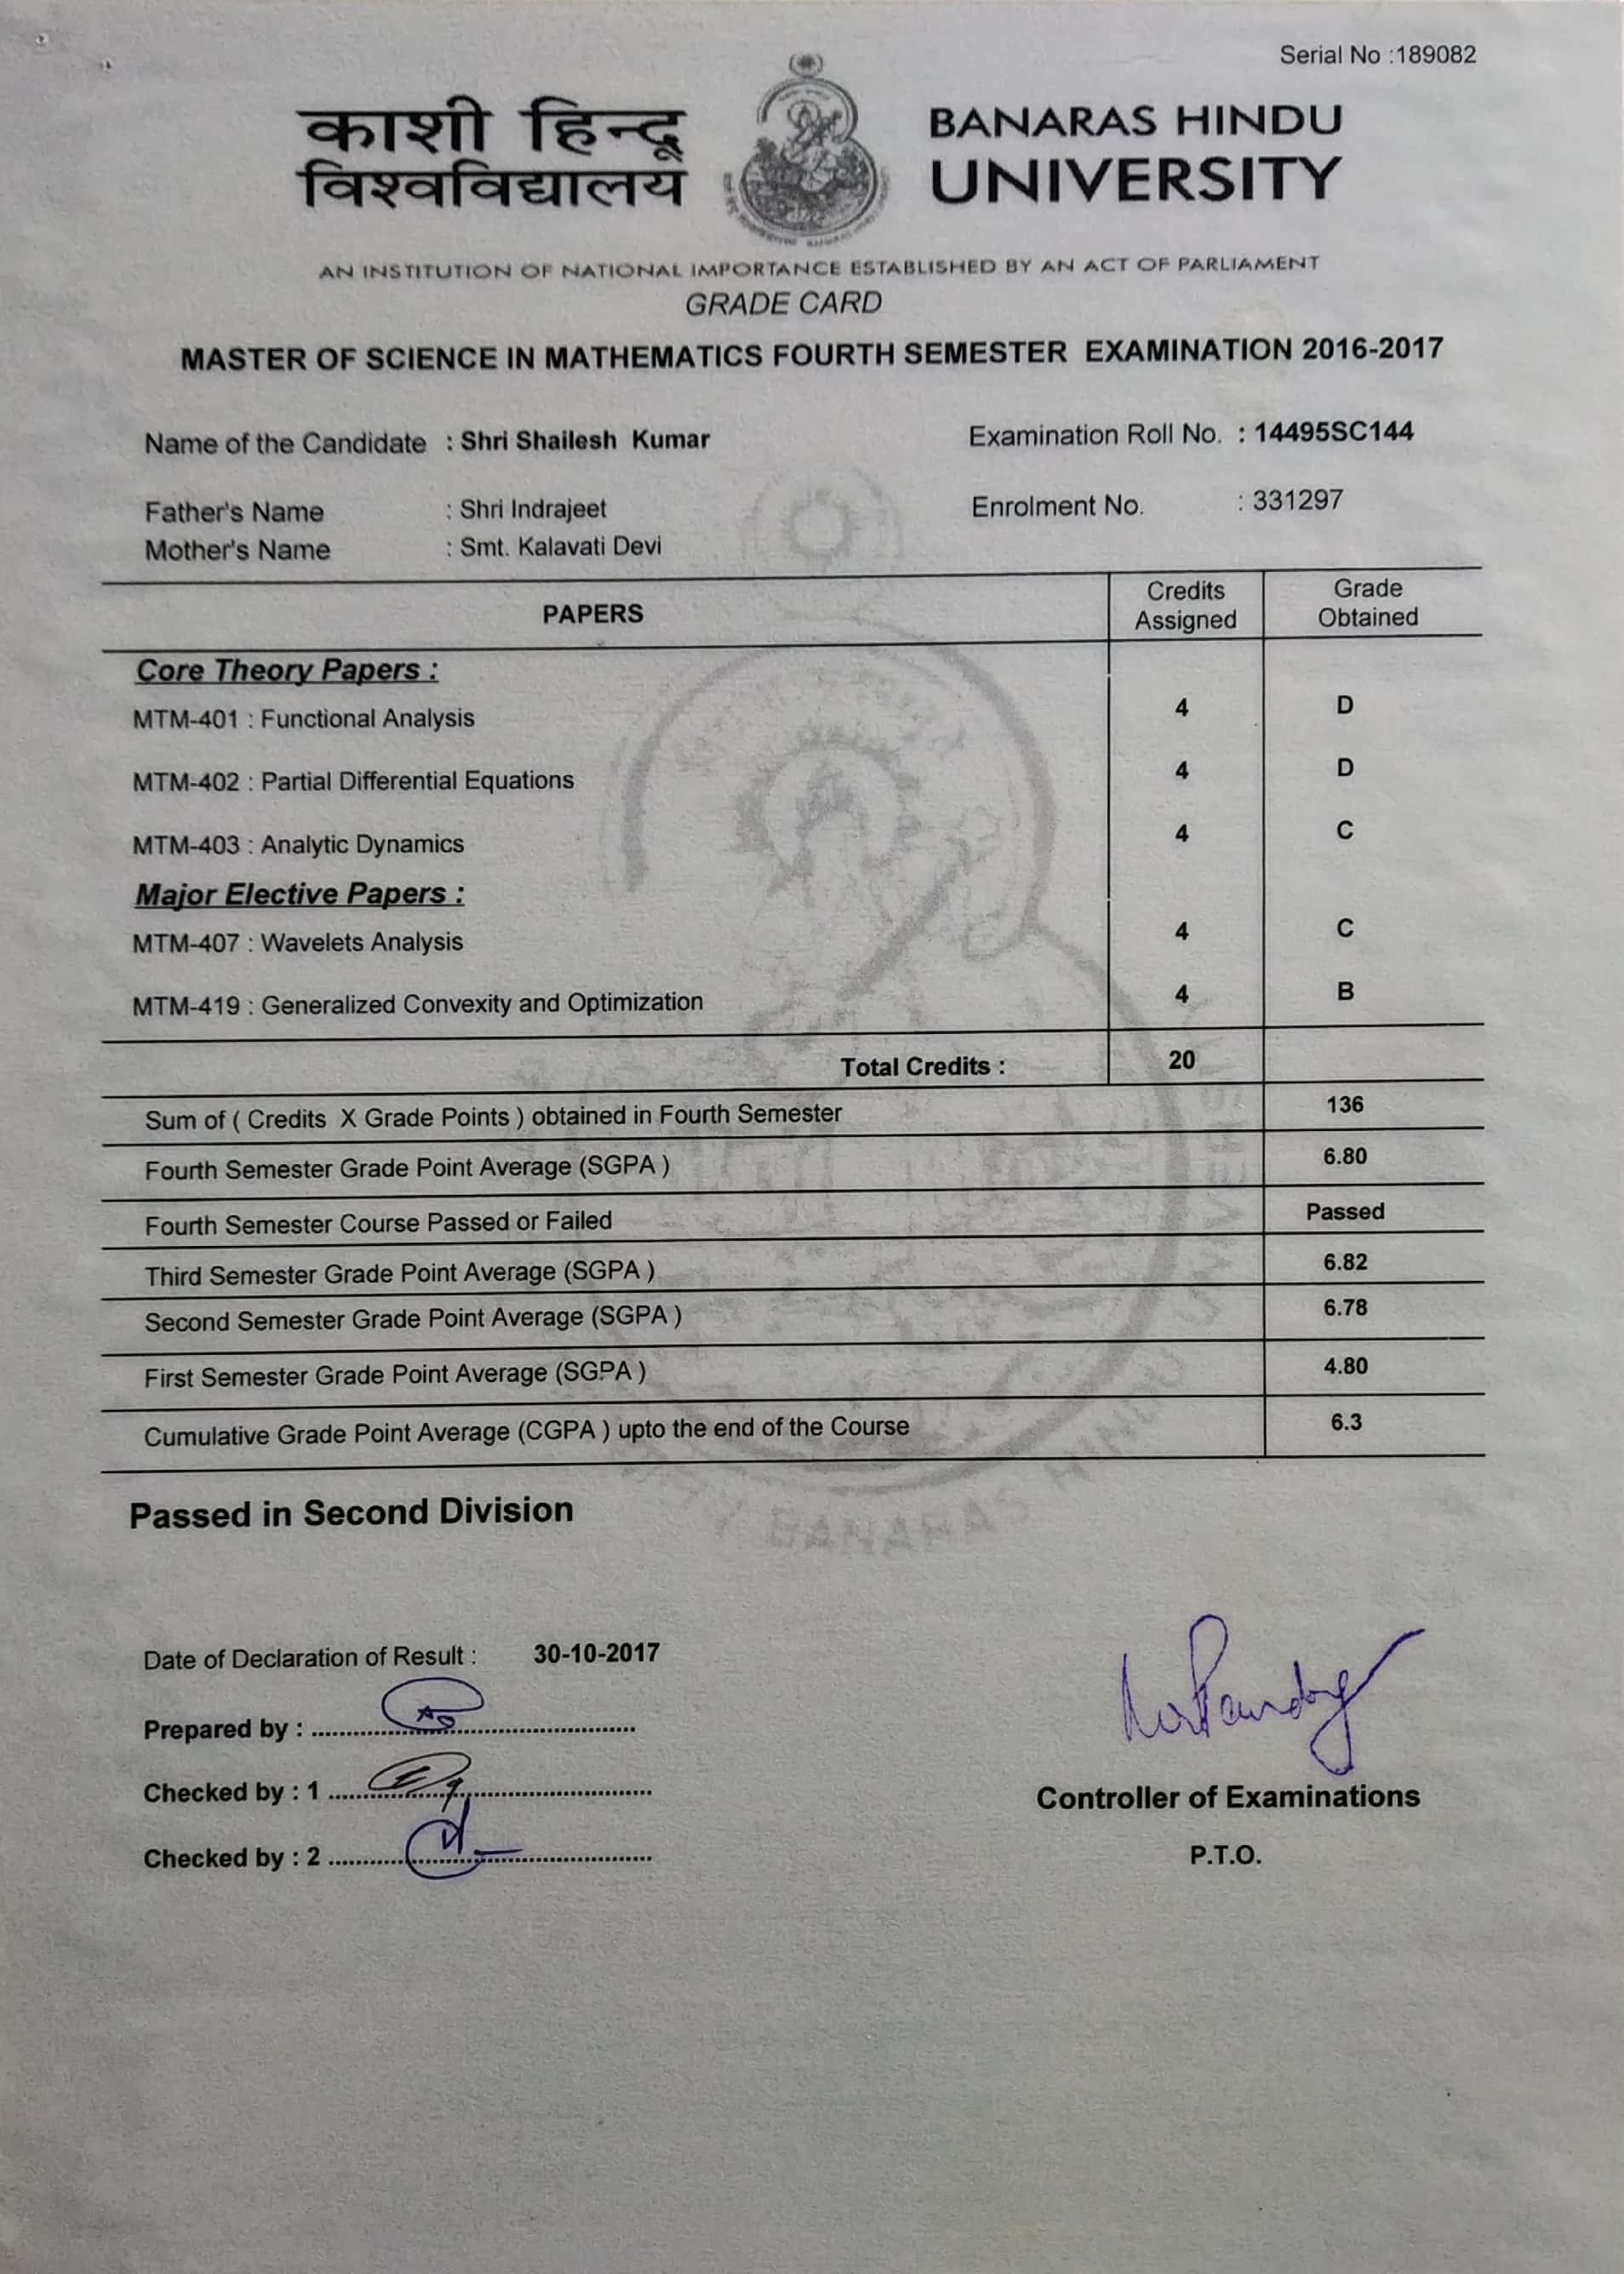 Serial No :189082
काशी हिन्दू
विश्वविद्यालय
BANARAS HINDU
UNIVERSITY
AN INSTITUTION OF NATIONAL IMPORTANCE ESTABLISHED BY AN ACT OF PARLIAMENT
GRADE CARD
MASTER OF SCIENCE IN MATHEMATICS FOURTH SEMESTER EXAMINATION 2016-2017
Name of the Candidate : Shri Shailesh Kumar Examination Roll No. : 14495SC144
Father's Name : Shri Indrajeet Enrolment No. : 331297
Mother's Name : Smt. Kalavati Devi
PAPERS Credits Assigned Grade Obtained
Core Theory Papers :
MTM-401 : Functional Analysis 4 D
MTM-402 : Partial Differential Equations 4 D
MTM-403 : Analytic Dynamics 4 C
Major Elective Papers :
MTM-407 : Wavelets Analysis 4 C
MTM-419 : Generalized Convexity and Optimization 4 B
Total Credits : 20
Sum of ( Credits X Grade Points ) obtained in Fourth Semester 136
Fourth Semester Grade Point Average (SGPA ) 6.80
Fourth Semester Course Passed or Failed Passed
Third Semester Grade Point Average (SGPA ) 6.82
Second Semester Grade Point Average (SGPA ) 6.78
First Semester Grade Point Average (SGPA ) 4.80
Cumulative Grade Point Average (CGPA ) upto the end of the Course 6.3
Passed in Second Division
Date of Declaration of Result : 30-10-2017
Prepared by :
Checked by : 1
Checked by : 2
Controller of Examinations
P.T.O.